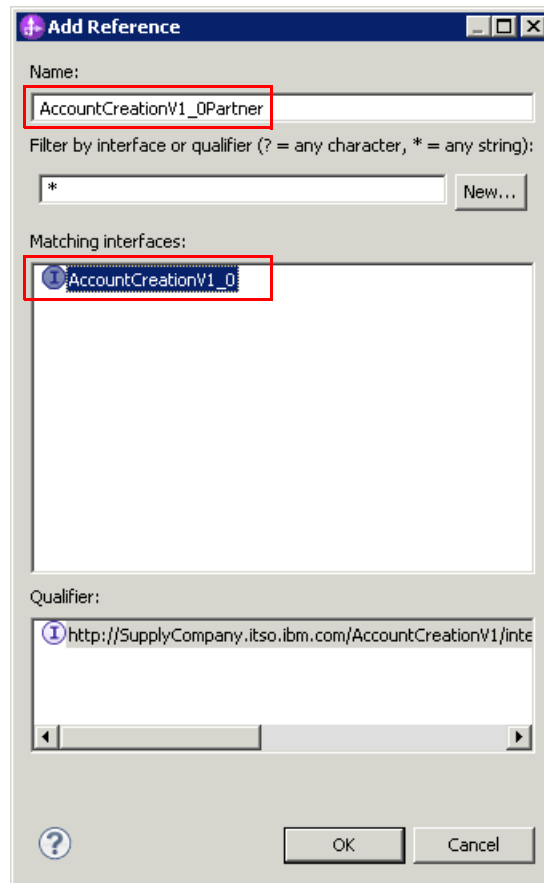 Add Reference
Name:
AccountCreationV1_0Partner
Filter by interface or qualifier (? = any character, * = any string):
*
New...
Matching interfaces:
I AccountCreationV1_0
Qualifier:
I http://SupplyCompany.itso.ibm.com/AccountCreationV1/inte
?
OK
Cancel